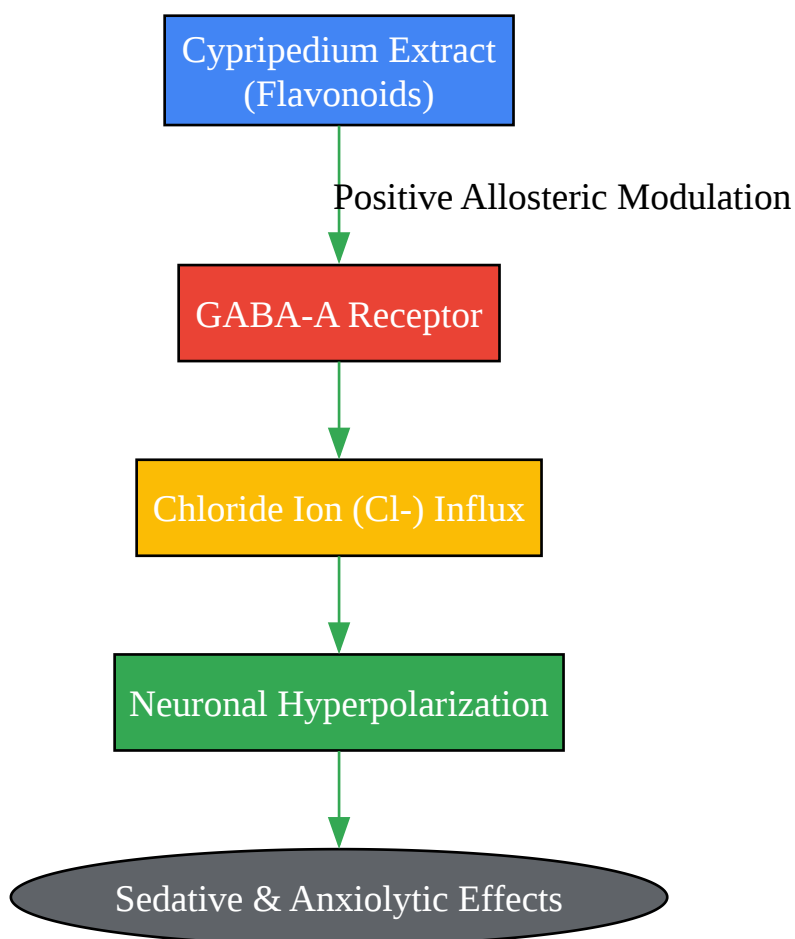 Cypripedium Extract
(Flavonoids)
Positive Allosteric Modulation
GABA-A Receptor
Chloride Ion (Cl-) Influx
Neuronal Hyperpolarization
Sedative & Anxiolytic Effects